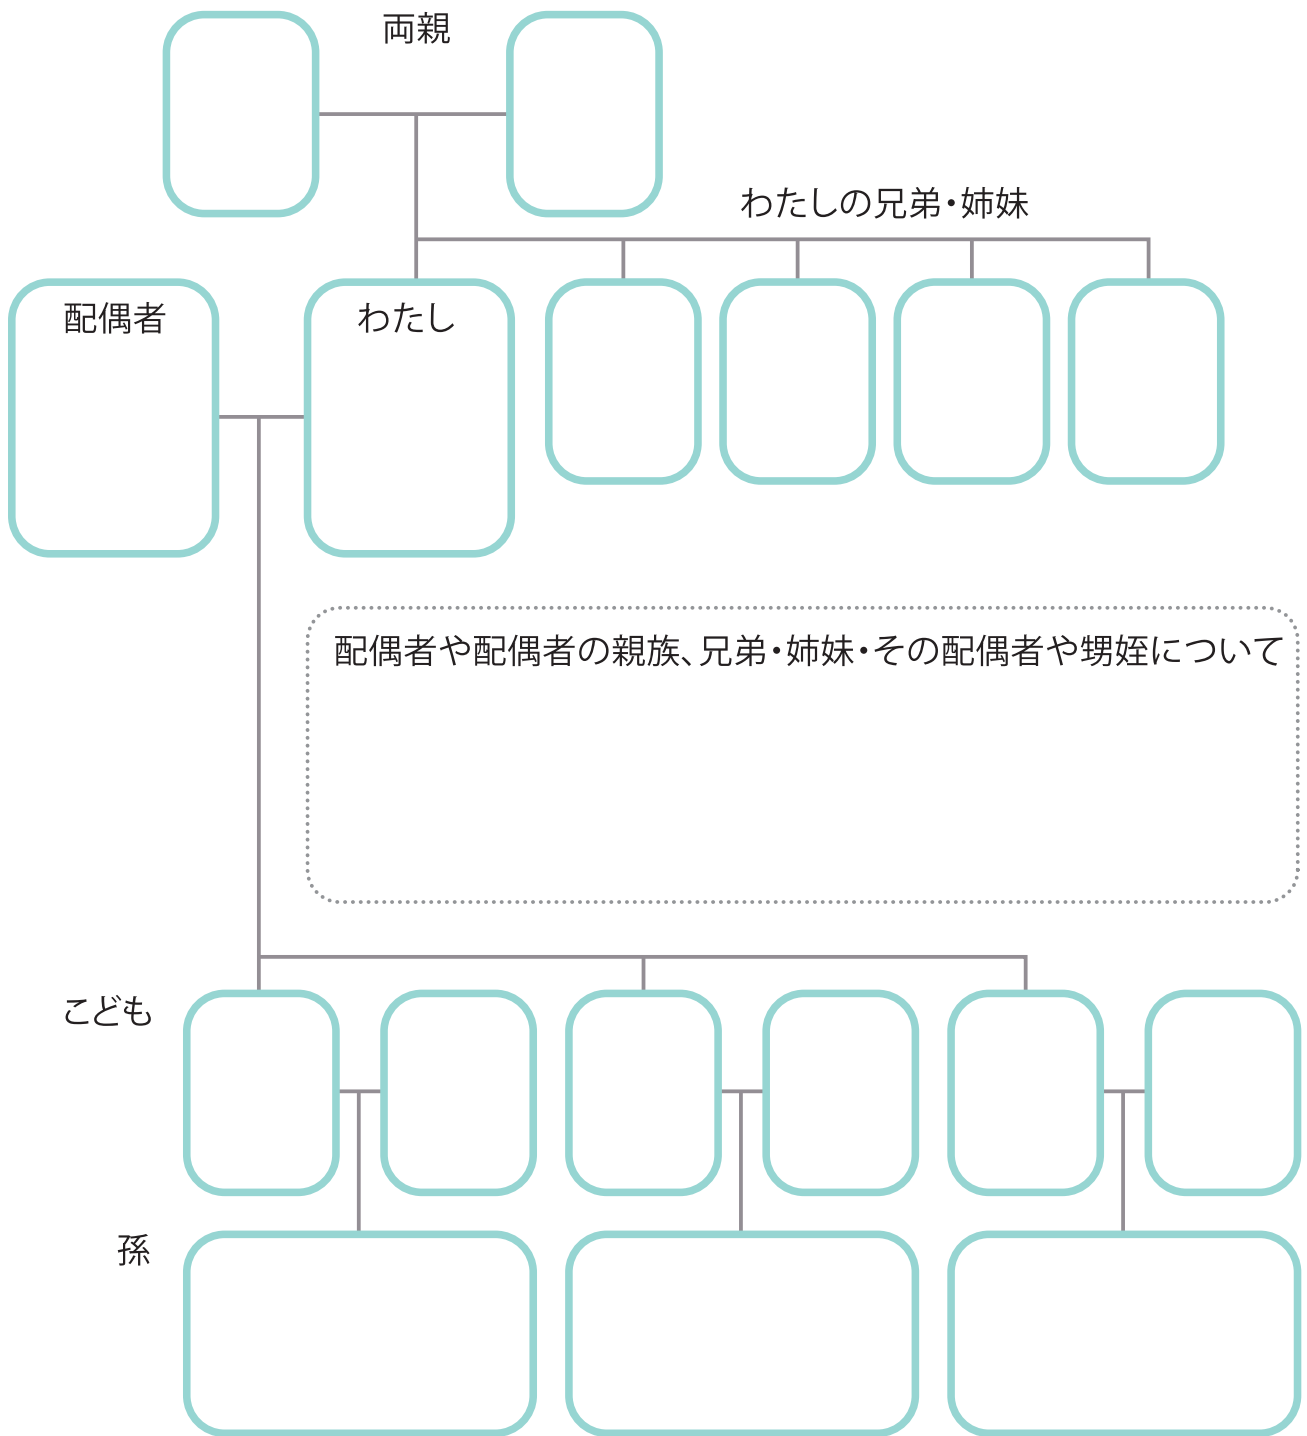 両親
わたしの兄弟・姉妹
配偶者
わたし
配偶者や配偶者の親族、兄弟・姉妹・その配偶者や甥姪について
こども
孫